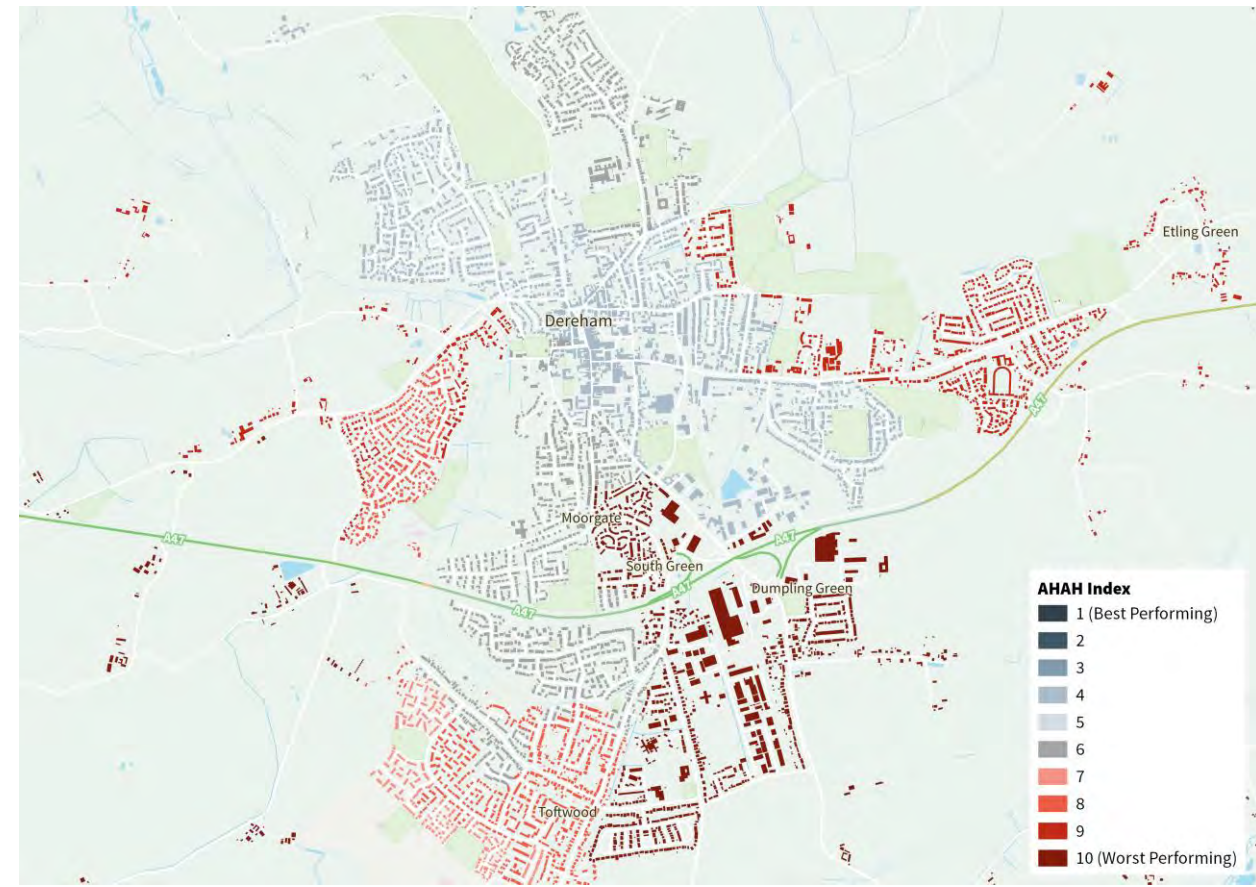 Etling Green
Dereham
A47
A47
Moorgate
A47
South Green
Dumpling Green
A47
A47
Toftwood
AHAH Index
1 (Best Performing)
2
3
4
5
6
7
8
9
10 (Worst Performing)